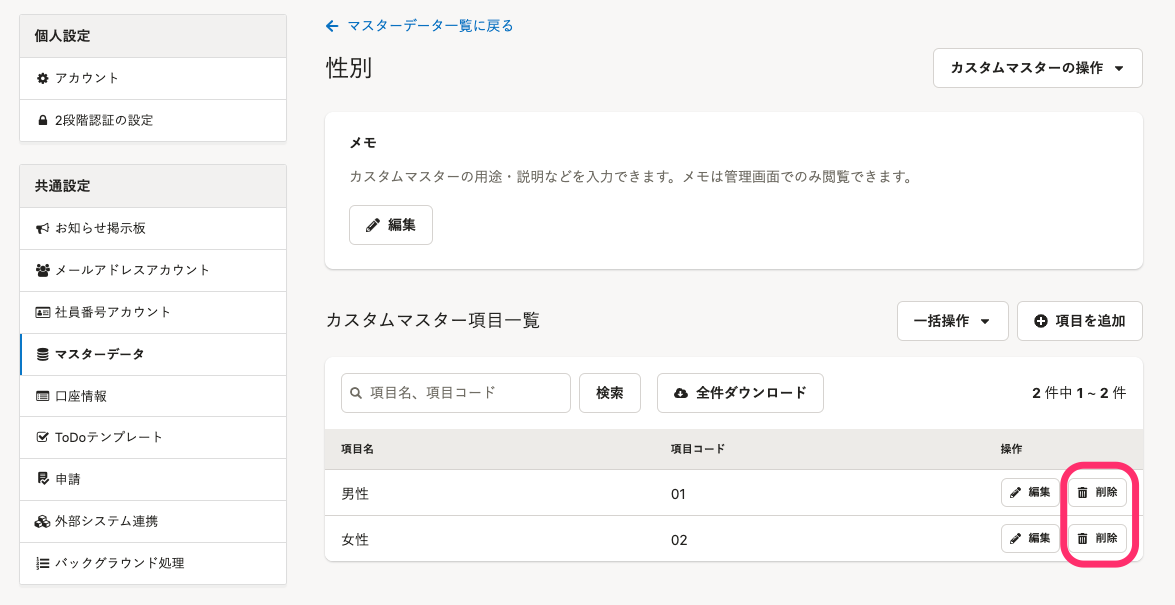 個人設定
アカウント
2段階認証の設定
共通設定
お知らせ掲示板
メールアドレスアカウント
社員番号アカウント
マスターデータ
口座情報
ToDoテンプレート
申請
外部システム連携
バックグラウンド処理
マスターデータ一覧に戻る
性別
カスタムマスターの操作
メモ
カスタムマスターの用途・説明などを入力できます。メモは管理画面でのみ閲覧できます。
編集
カスタムマスター項目一覧
一括操作
項目を追加
項目名、項目コード
検索
全件ダウンロード
2 件中 1 ~ 2 件
項目名 項目コード 操作
男性 01 編集 削除
女性 02 編集 削除